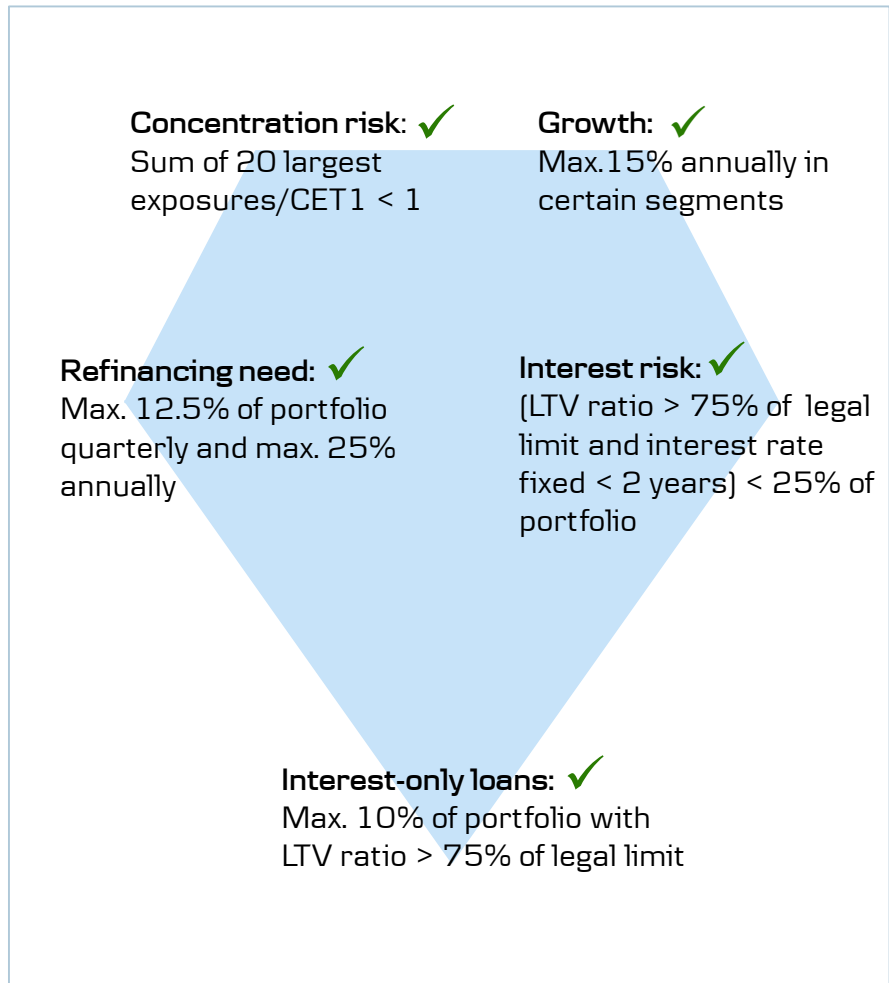 Concentration risk: ✓
Sum of 20 largest
exposures/CET1 < 1
Growth: ✓
Max.15% annually in
certain segments
Refinancing need: ✓
Max. 12.5% of portfolio
quarterly and max. 25%
annually
Interest risk: ✓
(LTV ratio > 75% of legal
limit and interest rate
fixed < 2 years) < 25% of
portfolio
Interest-only loans: ✓
Max. 10% of portfolio with
LTV ratio > 75% of legal limit